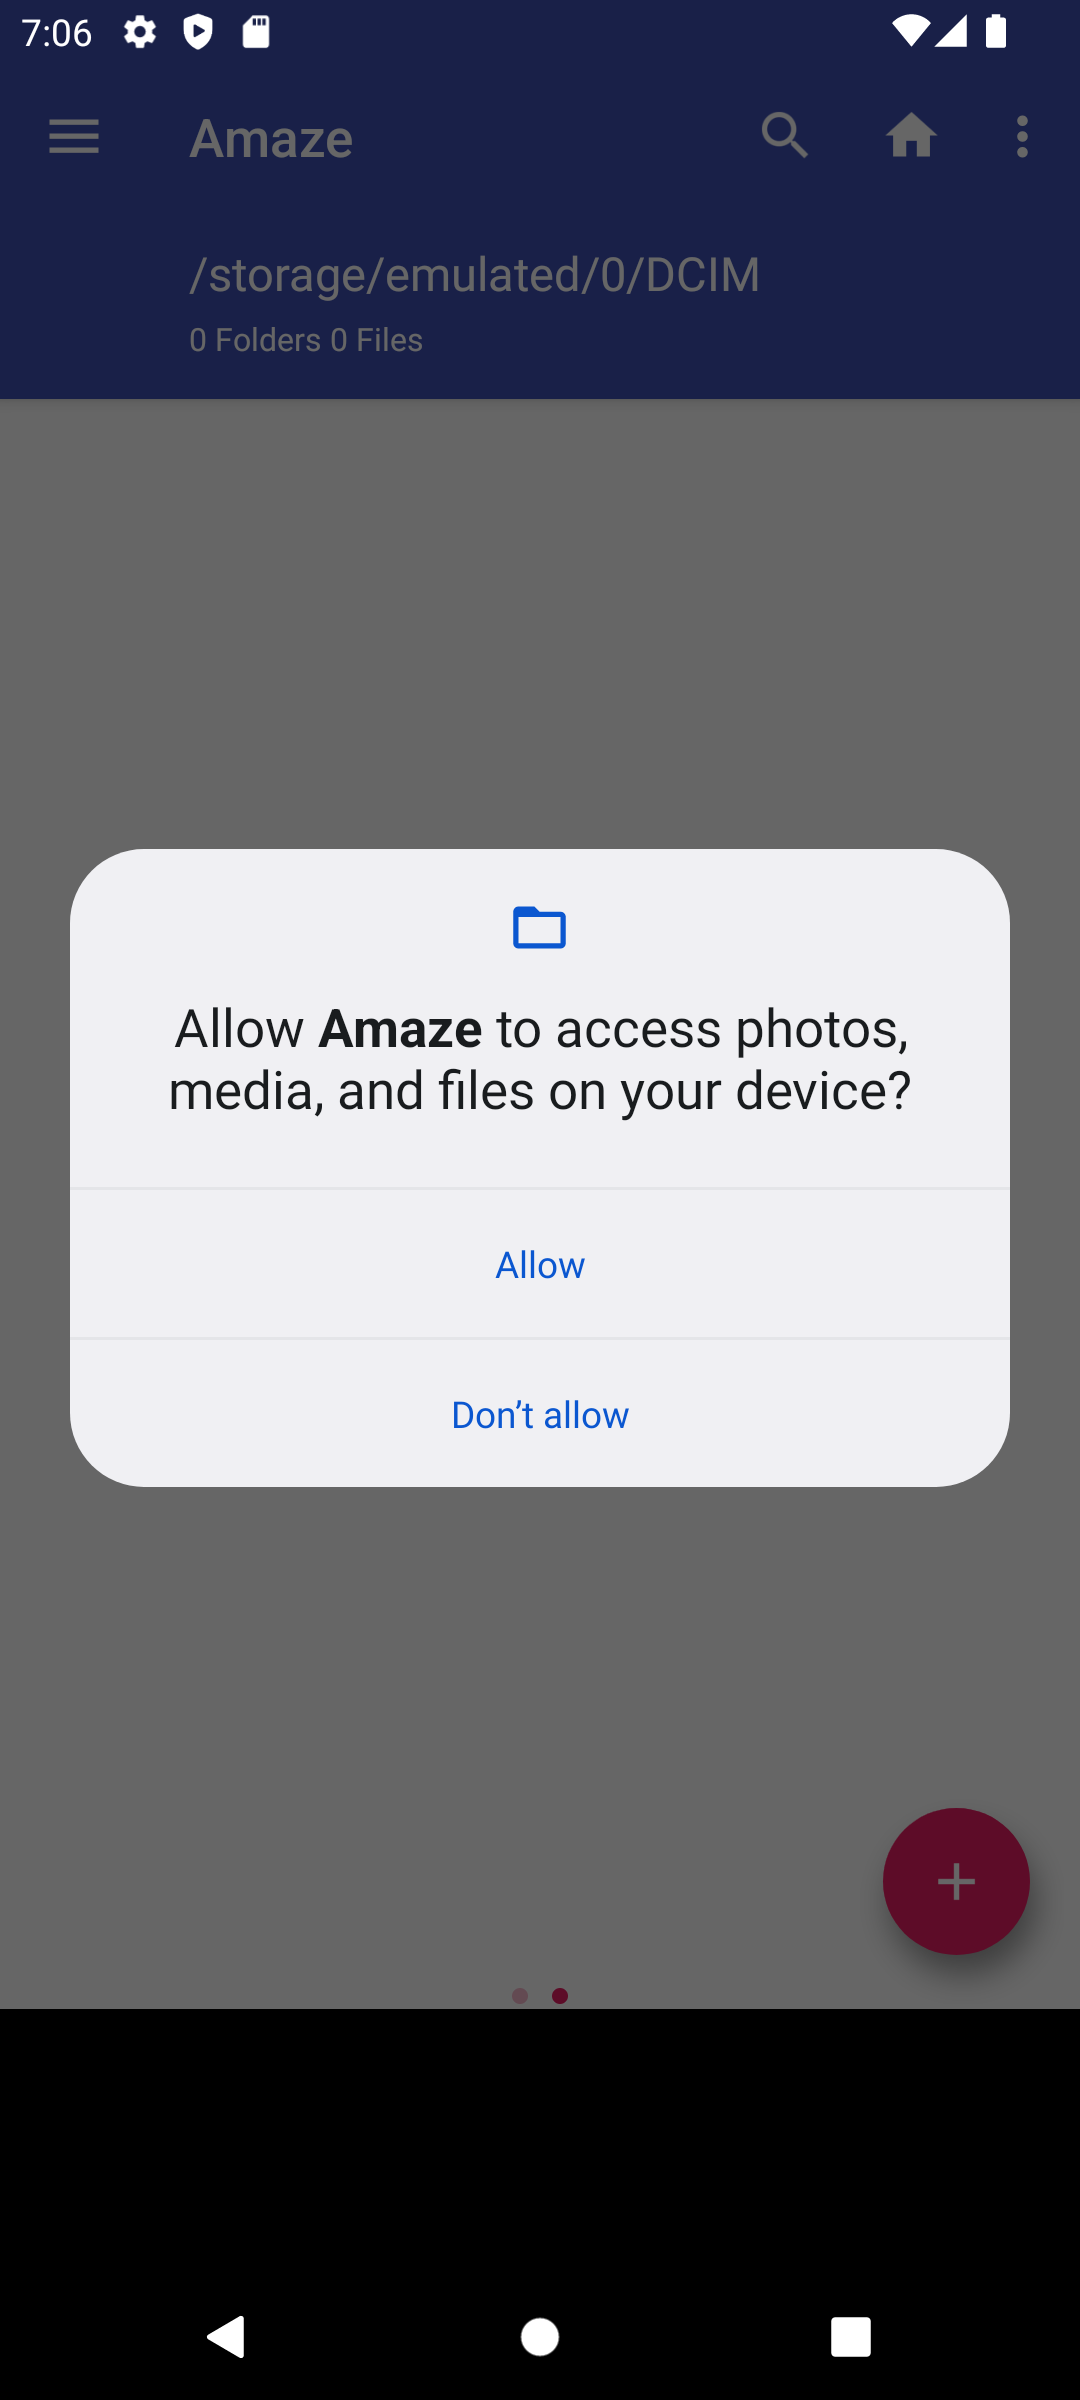 7:06
Amaze
/storage/emulated/0/DCIM
0 Folders 0 Files
Allow Amaze to access photos,
media, and files on your device?
Allow
Don’t allow